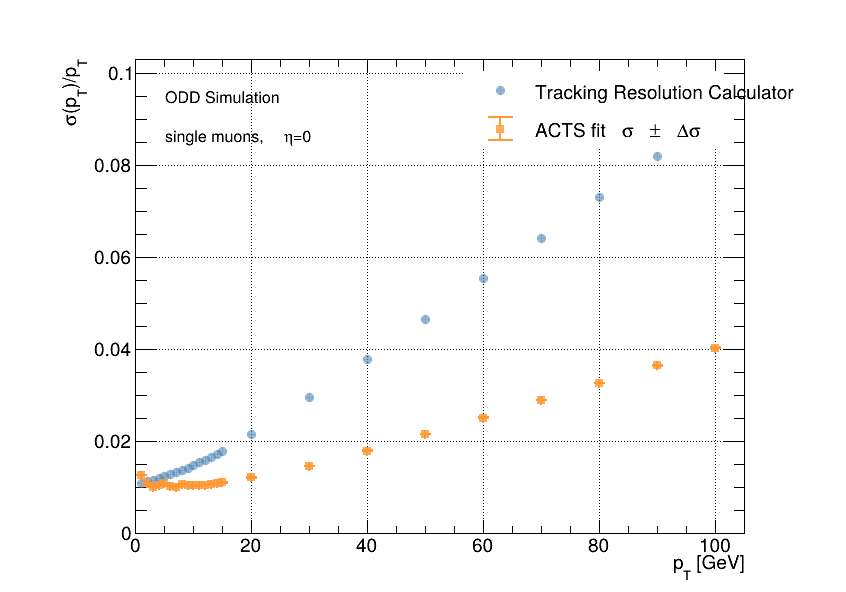 σ(p_T)/p_T
0.1
0.08
0.06
0.04
0.02
0
ODD Simulation
single muons, η=0
Tracking Resolution Calculator
ACTS fit σ ± Δσ
0 20 40 60 80 100
p_T [GeV]